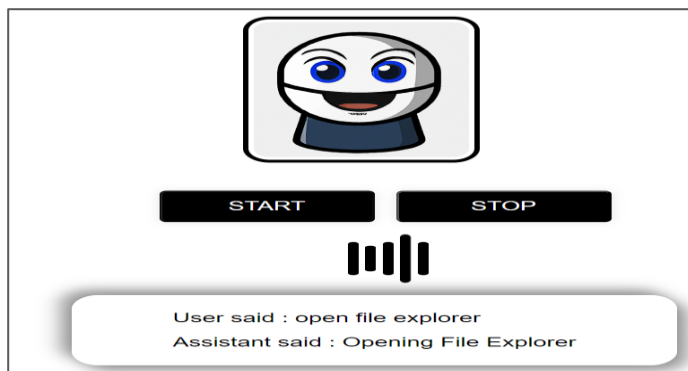 START
STOP
User said : open file explorer
Assistant said : Opening File Explorer